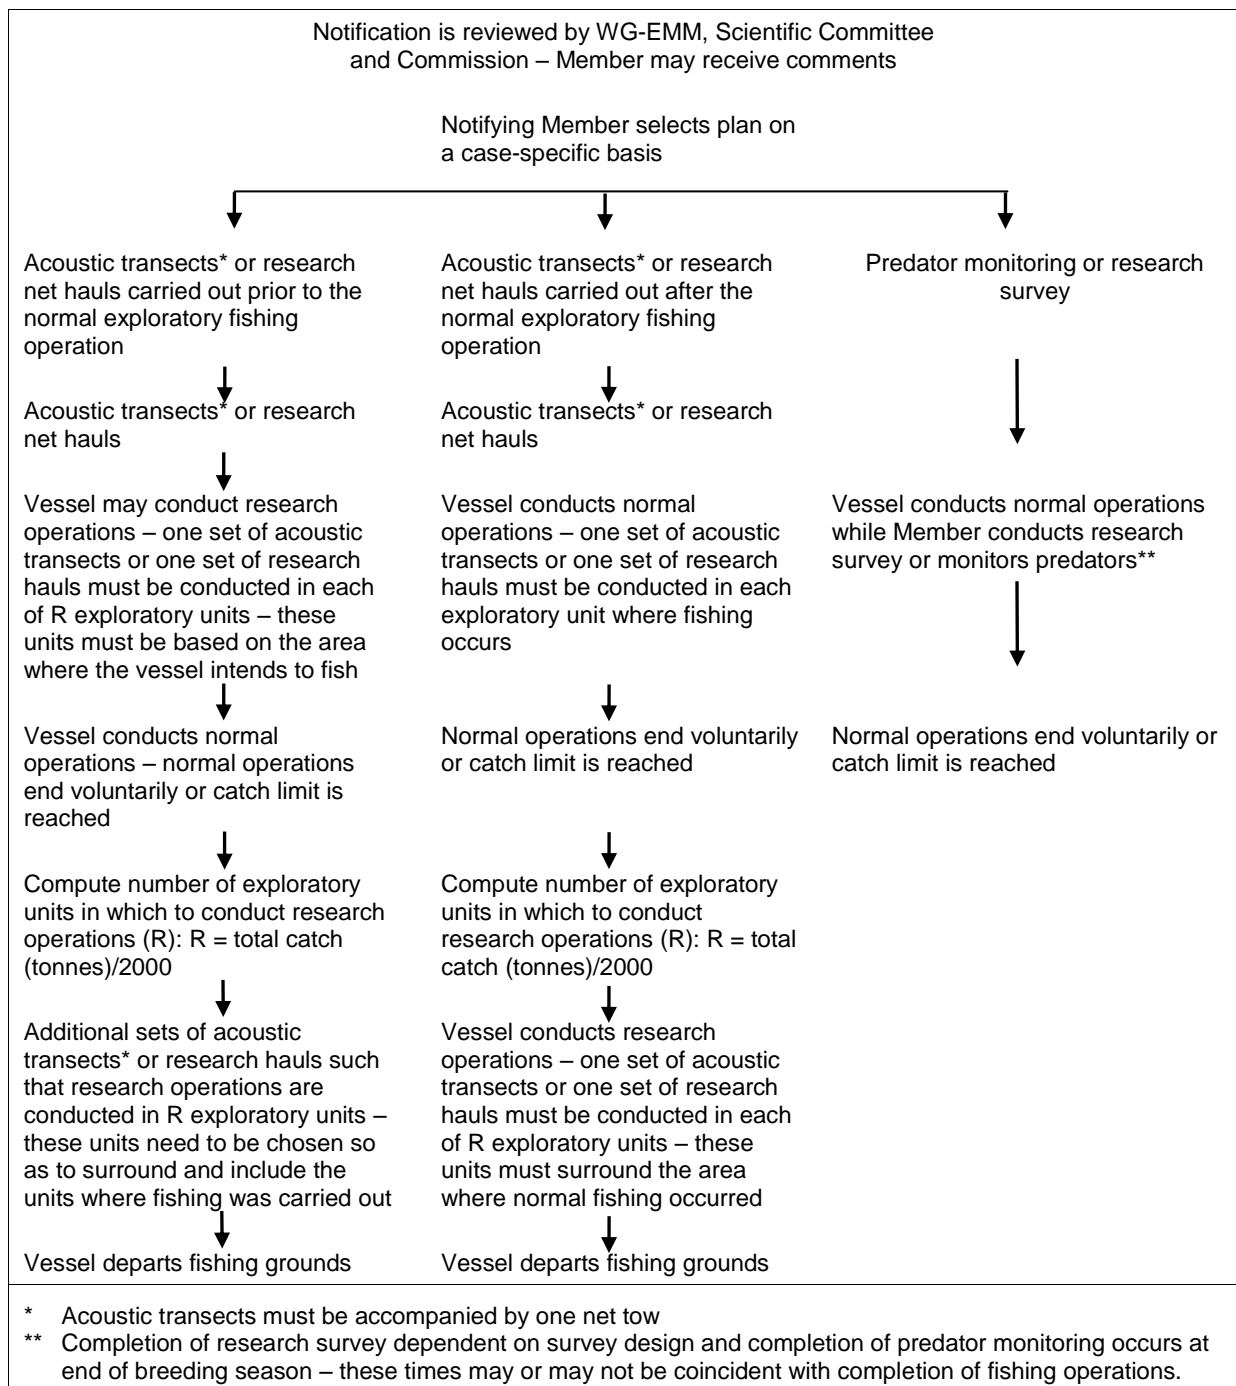 Notification is reviewed by WG-EMM, Scientific Committee
and Commission – Member may receive comments
Notifying Member selects plan on
a case-specific basis
Acoustic transects* or research
net hauls carried out prior to the
normal exploratory fishing
operation
Acoustic transects* or research
net hauls
Vessel may conduct research
operations – one set of acoustic
transects or one set of research
hauls must be conducted in each
of R exploratory units – these
units must be based on the area
where the vessel intends to fish
Vessel conducts normal
operations – normal operations
end voluntarily or catch limit is
reached
Compute number of exploratory
units in which to conduct research
operations (R): R = total catch
(tonnes)/2000
Additional sets of acoustic
transects* or research hauls such
that research operations are
conducted in R exploratory units –
these units need to be chosen so
as to surround and include the
units where fishing was carried out
Vessel departs fishing grounds
Acoustic transects* or research
net hauls carried out after the
normal exploratory fishing
operation
Acoustic transects* or research
net hauls
Vessel conducts normal
operations – one set of acoustic
transects or one set of research
hauls must be conducted in each
exploratory unit where fishing
occurs
Normal operations end voluntarily
or catch limit is reached
Compute number of exploratory
units in which to conduct
research operations (R): R = total
catch (tonnes)/2000
Vessel conducts research
operations – one set of acoustic
transects or one set of research
hauls must be conducted in each
of R exploratory units – these
units must surround the area
where normal fishing occurred
Vessel departs fishing grounds
Predator monitoring or research
survey
Vessel conducts normal operations
while Member conducts research
survey or monitors predators**
Normal operations end voluntarily or
catch limit is reached
* Acoustic transects must be accompanied by one net tow
** Completion of research survey dependent on survey design and completion of predator monitoring occurs at
end of breeding season – these times may or may not be coincident with completion of fishing operations.